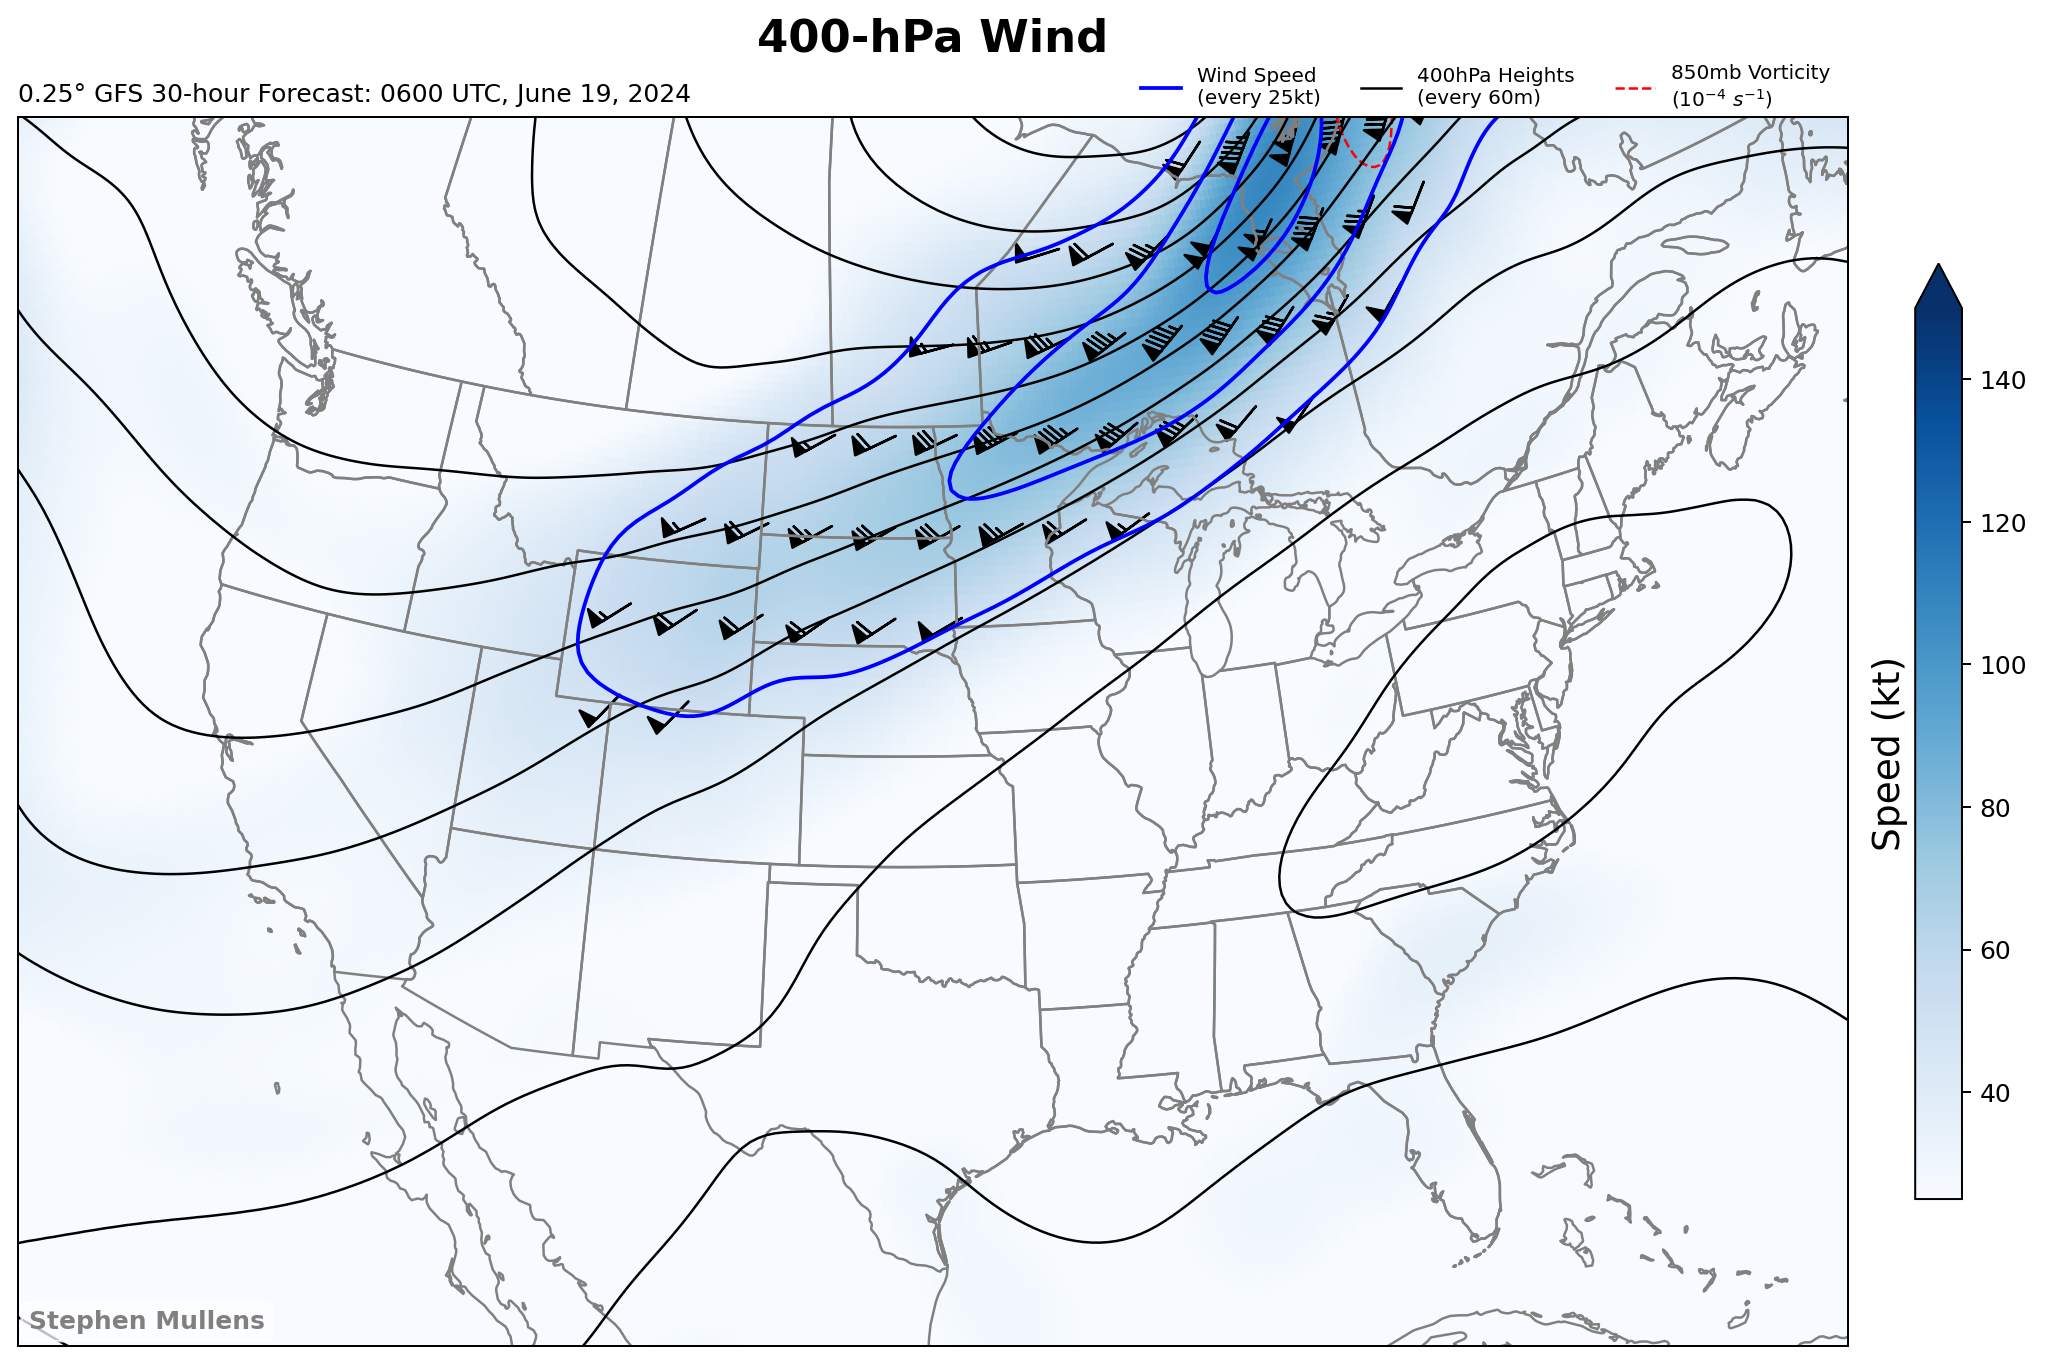 400-hPa Wind
0.25° GFS 30-hour Forecast: 0600 UTC, June 19, 2024
Wind Speed
(every 25kt)
400hPa Heights
(every 60m)
850mb Vorticity
(10⁻⁴ s⁻¹)
140
120
100
80
60
40
Speed (kt)
Stephen Mullens